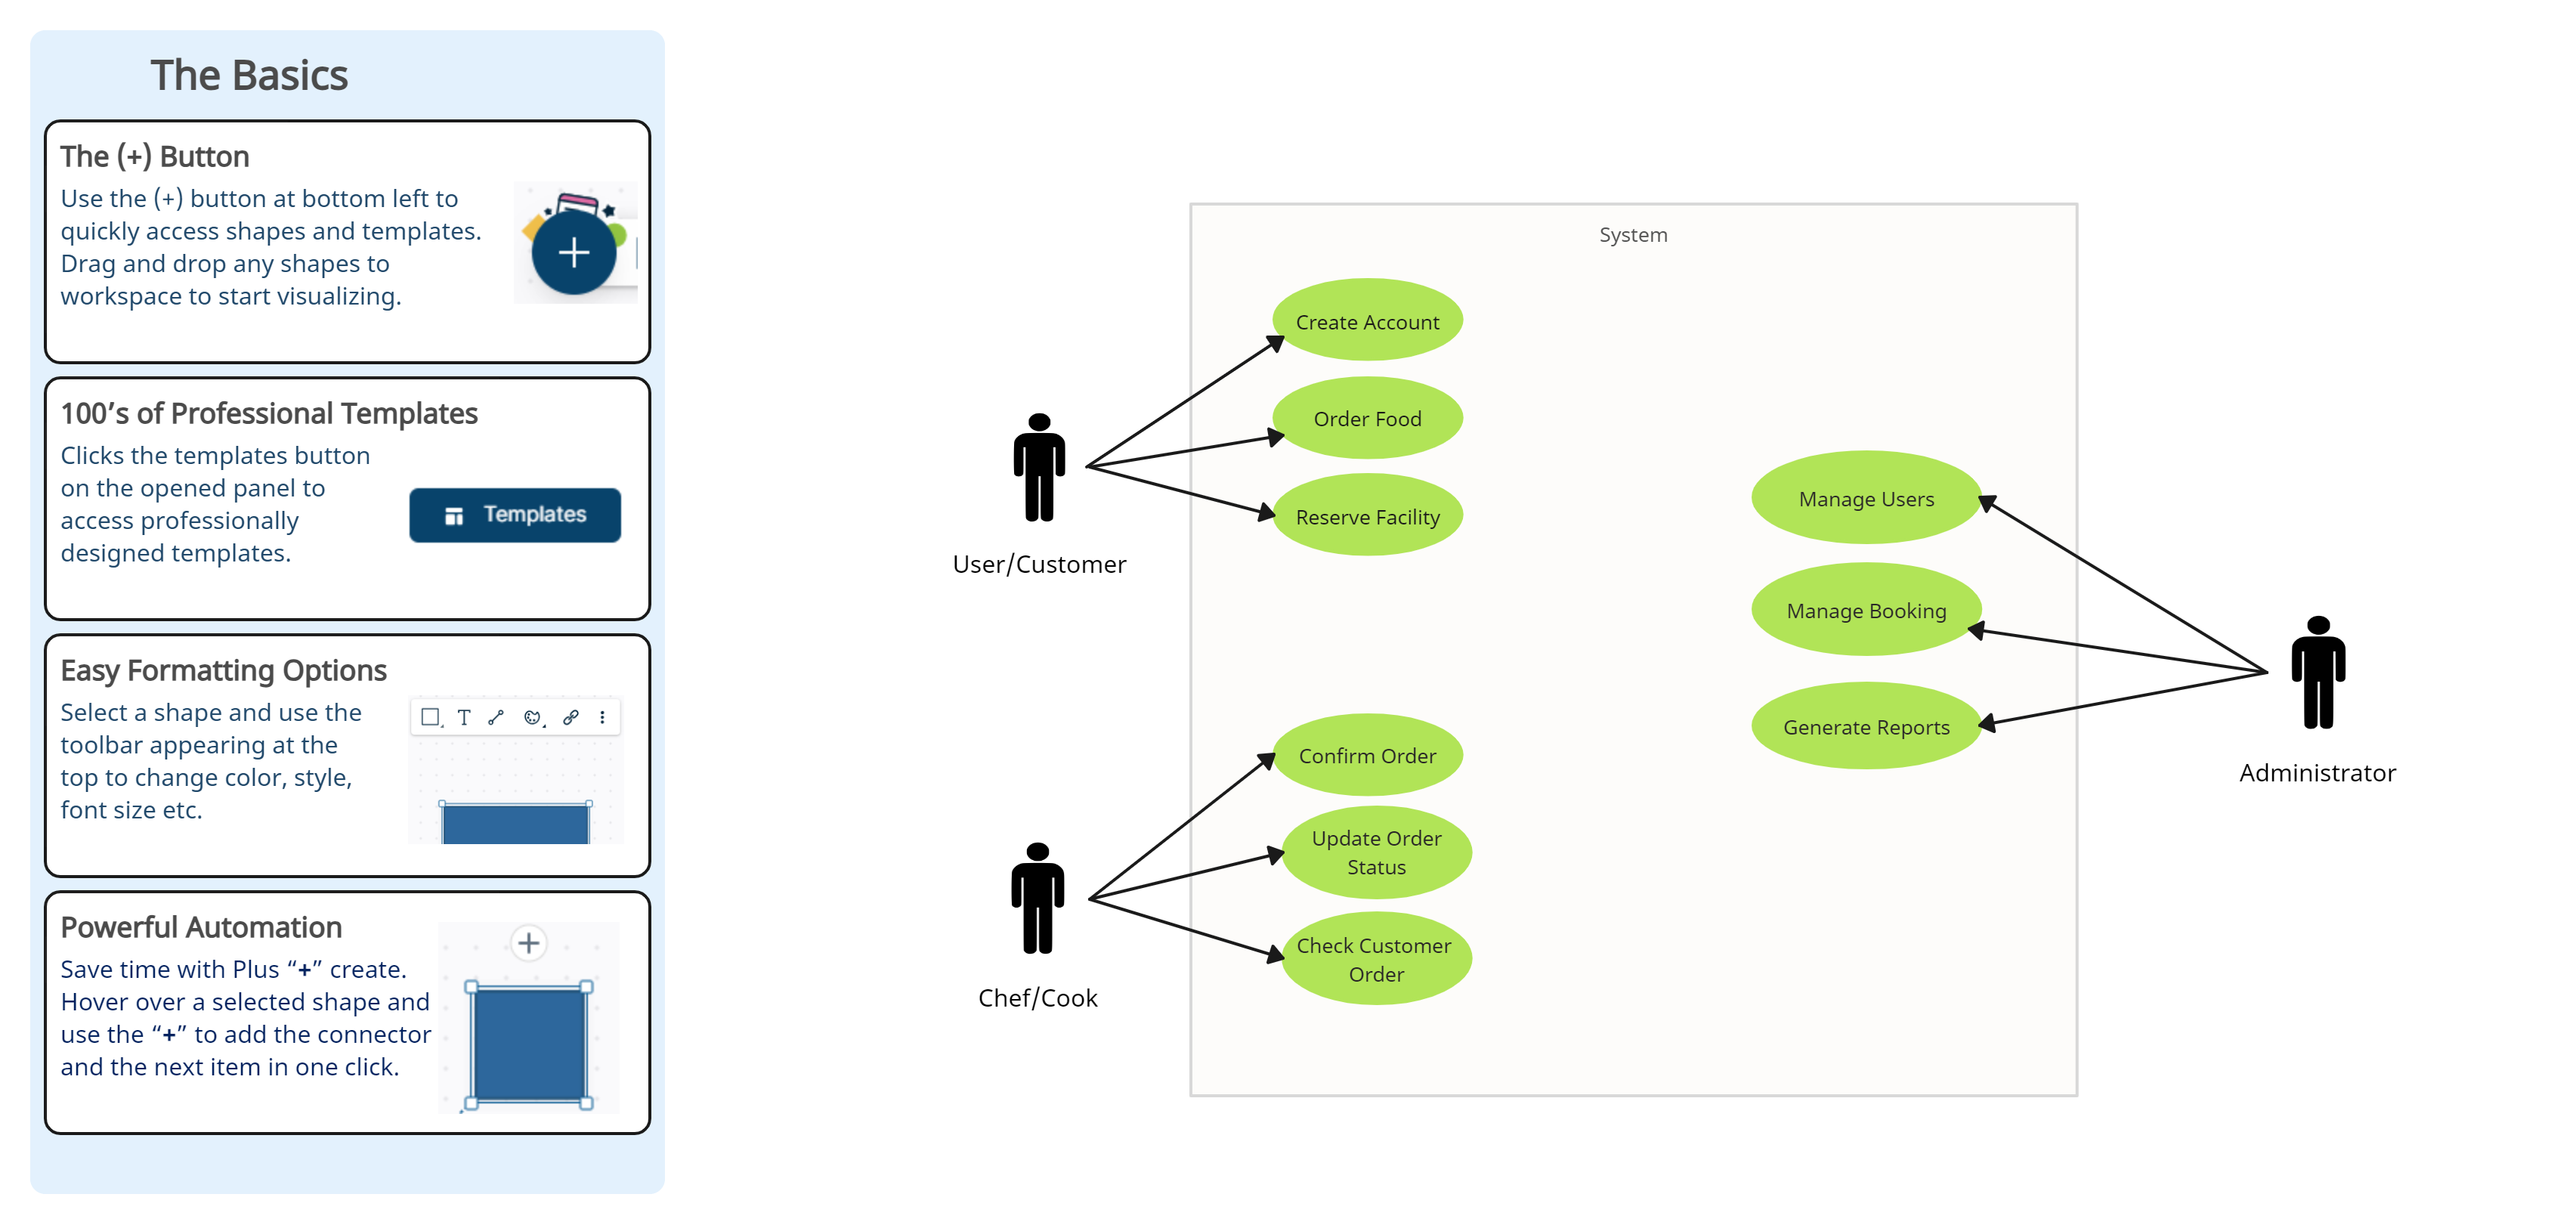 The Basics
The (+) Button
Use the (+) button at bottom left to
quickly access shapes and templates.
Drag and drop any shapes to
workspace to start visualizing.
100’s of Professional Templates
Clicks the templates button
on the opened panel to
access professionally
designed templates.
Templates
Easy Formatting Options
Select a shape and use the
toolbar appearing at the
top to change color, style,
font size etc.
T
Powerful Automation
Save time with Plus “+” create.
Hover over a selected shape and
use the “+” to add the connector
and the next item in one click.
System
Create Account
Order Food
Reserve Facility
User/Customer
Manage Users
Manage Booking
Generate Reports
Administrator
Confirm Order
Update Order
Status
Check Customer
Order
Chef/Cook